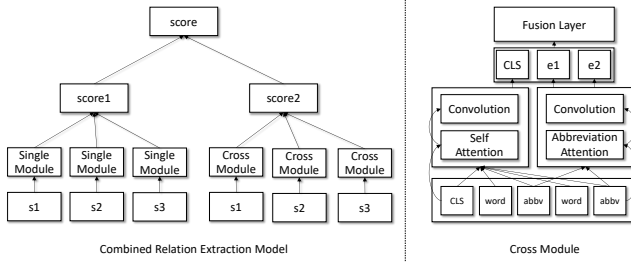 score
score1
score2
Single Module
Single Module
Single Module
Cross Module
Cross Module
Cross Module
s1
s2
s3
s1
s2
s3
Combined Relation Extraction Model
Fusion Layer
CLS
e1
e2
Convolution
Convolution
Self Attention
Abbreviation Attention
CLS
word
abbv
word
abbv
Cross Module